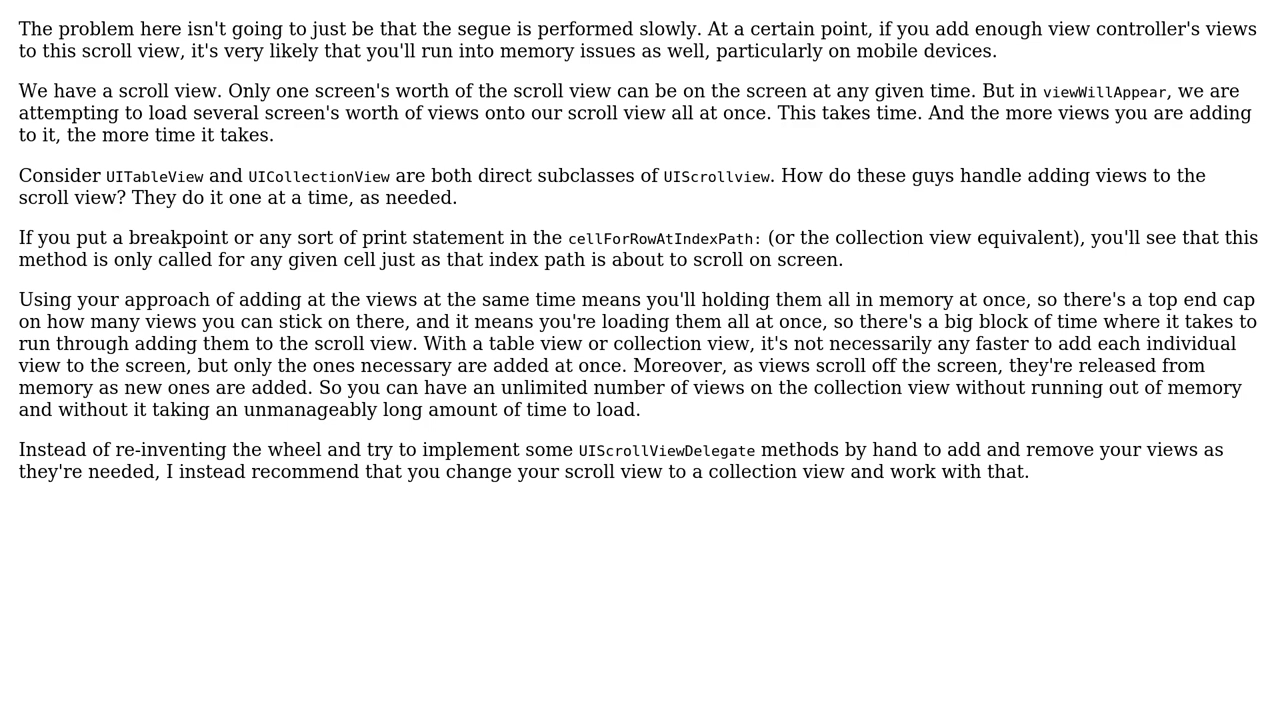 The problem here isn't going to just be that the segue is performed slowly. At a certain point, if you add enough view controller's views
to this scroll view, it's very likely that you'll run into memory issues as well, particularly on mobile devices.
We have a scroll view. Only one screen's worth of the scroll view can be on the screen at any given time. But in viewWillAppear, we are
attempting to load several screen's worth of views onto our scroll view all at once. This takes time. And the more views you are adding
to it, the more time it takes.
Consider UITableView and UICollectionView are both direct subclasses of UIScrollview. How do these guys handle adding views to the
scroll view? They do it one at a time, as needed.
If you put a breakpoint or any sort of print statement in the cellForRowAtIndexPath: (or the collection view equivalent), you'll see that this
method is only called for any given cell just as that index path is about to scroll on screen.
Using your approach of adding at the views at the same time means you'll holding them all in memory at once, so there's a top end cap
on how many views you can stick on there, and it means you're loading them all at once, so there's a big block of time where it takes to
run through adding them to the scroll view. With a table view or collection view, it's not necessarily any faster to add each individual
view to the screen, but only the ones necessary are added at once. Moreover, as views scroll off the screen, they're released from
memory as new ones are added. So you can have an unlimited number of views on the collection view without running out of memory
and without it taking an unmanageably long amount of time to load.
Instead of re-inventing the wheel and try to implement some UIScrollViewDelegate methods by hand to add and remove your views as
they're needed, I instead recommend that you change your scroll view to a collection view and work with that.